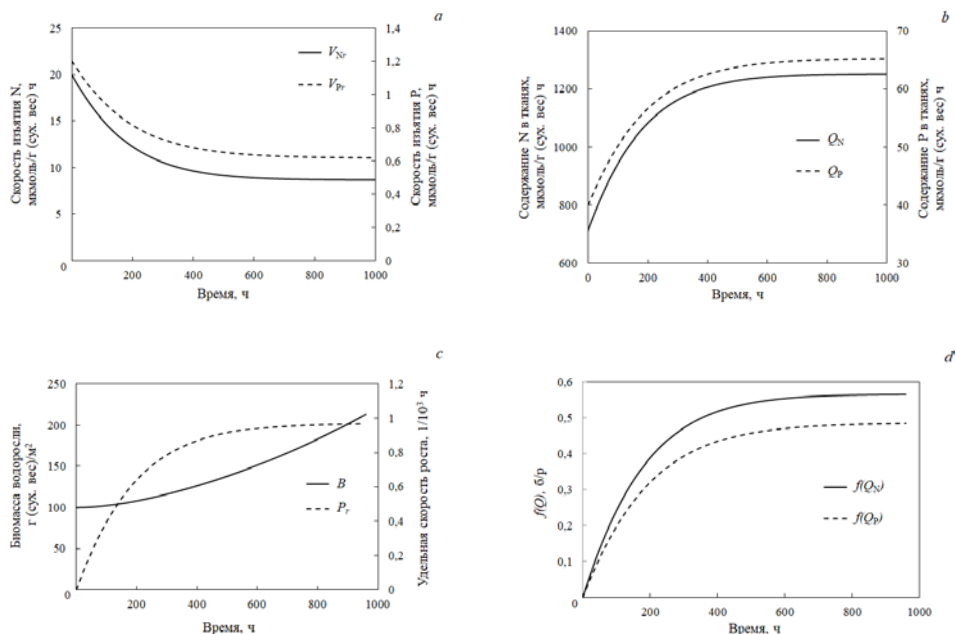 a
Скорость изъятия N,
мкмоль/г (сух. вес) ч
25
20
15
10
5
0
V_Nr
V_Pr
1,4
1,2
1
0,8
0,6
0,4
0,2
0
Скорость изъятия P,
мкмоль/г (сух. вес) ч
200 400 600 800 1000
Время, ч
b
Содержание N в тканях,
мкмоль/г (сух. вес) ч
1400
1200
1000
800
600
Q_N
Q_P
70
60
50
40
30
Содержание P в тканях,
мкмоль/г (сух. вес) ч
0 200 400 600 800 1000
Время, ч
c
Биомасса водоросли,
г (сух. вес)/м²
250
200
150
100
50
0
B
P_r
1,2
1
0,8
0,6
0,4
0,2
0
Удельная скорость роста, 1/10³ ч
200 400 600 800 1000
Время, ч
d
f(Q), б/р
0,6
0,5
0,4
0,3
0,2
0,1
0
f(Q_N)
f(Q_P)
0 200 400 600 800 1000
Время, ч